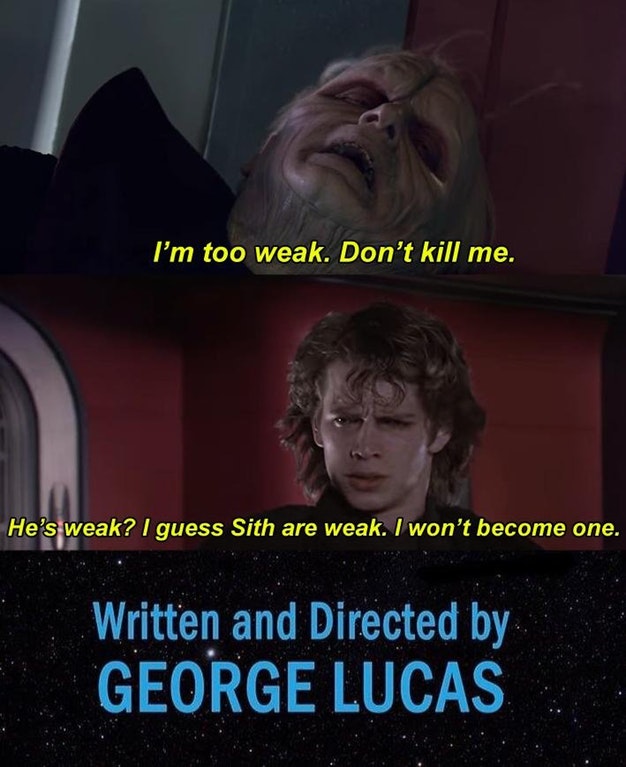 I'm too weak. Don't kill me.
He's weak? I guess Sith are weak. I won't become one.
Written and Directed by
GEORGE LUCAS